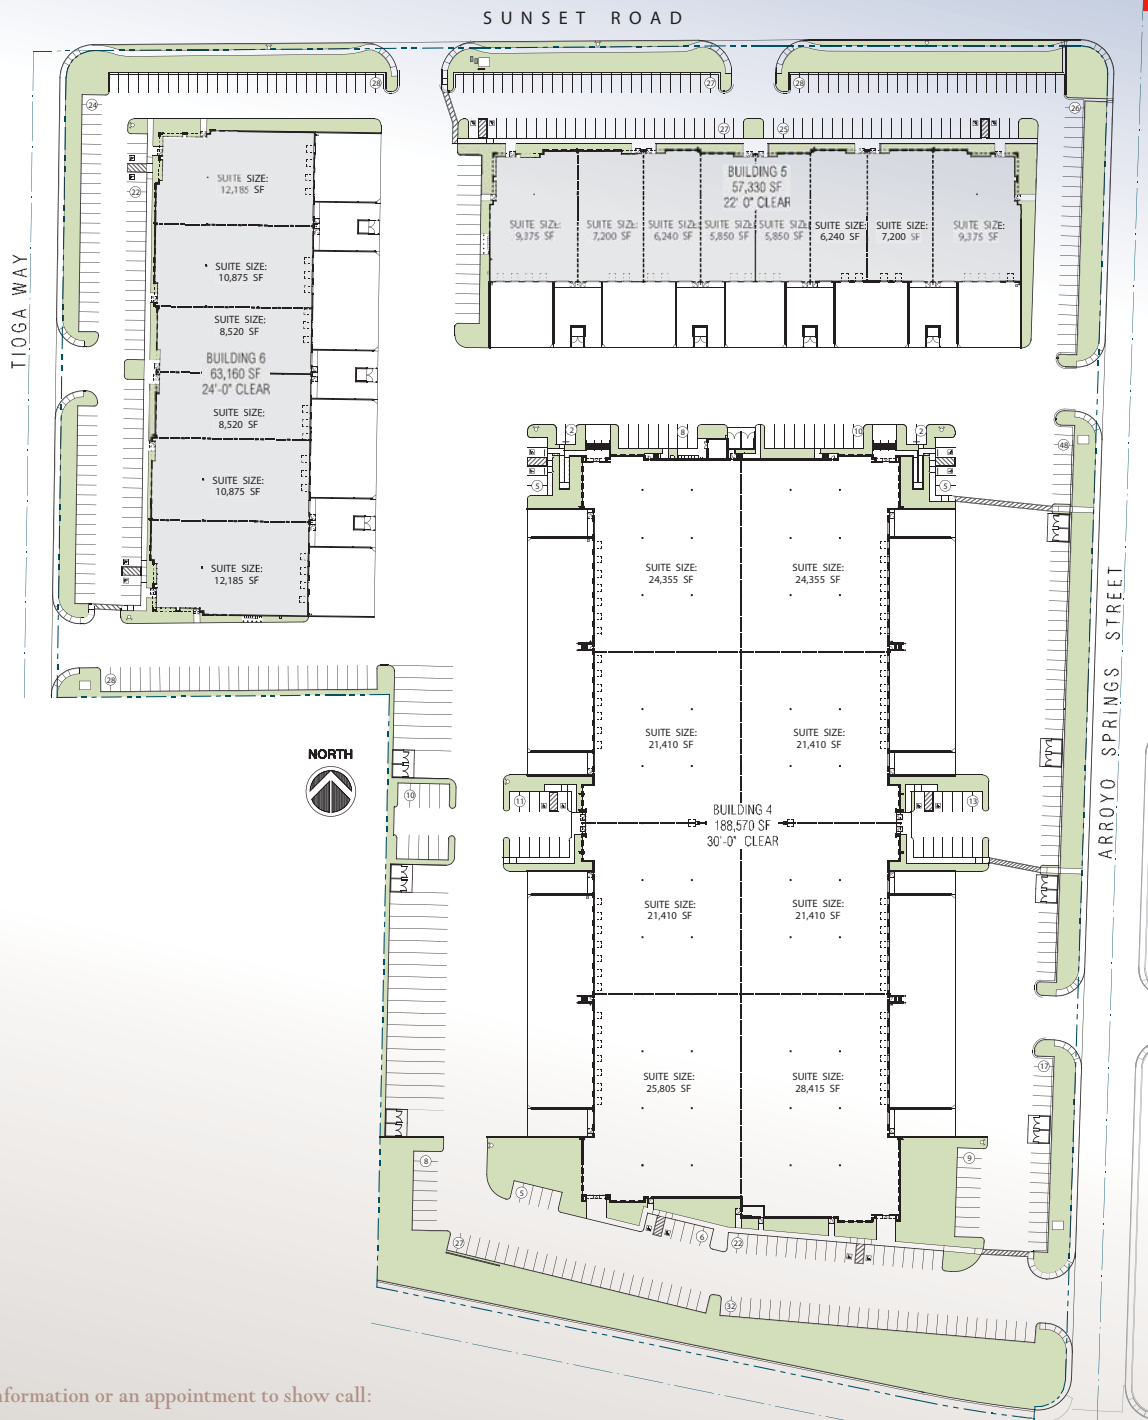 SUNSET ROAD
28
27
28
24
26
27
25
22
SUITE SIZE:
12,185 SF
BUILDING 5
57,330 SF
22' 0" CLEAR
SUITE SIZE:
9,375 SF
SUITE SIZE:
7,200 SF
SUITE SIZE:
6,240 SF
SUITE SIZE:
5,850 SF
SUITE SIZE:
5,850 SF
SUITE SIZE:
6,240 SF
SUITE SIZE:
7,200 SF
SUITE SIZE:
9,375 SF
TIOGA WAY
SUITE SIZE:
10,875 SF
SUITE SIZE:
8,520 SF
BUILDING 6
63,160 SF
24'-0" CLEAR
SUITE SIZE:
8,520 SF
SUITE SIZE:
10,875 SF
SUITE SIZE:
12,185 SF
2
8
10
2
48
5
5
SUITE SIZE:
24,355 SF
SUITE SIZE:
24,355 SF
28
ARROYO SPRINGS STREET
SUITE SIZE:
21,410 SF
SUITE SIZE:
21,410 SF
NORTH
10
11
13
BUILDING 4
188,570 SF
30'-0" CLEAR
SUITE SIZE:
21,410 SF
SUITE SIZE:
21,410 SF
17
SUITE SIZE:
25,805 SF
SUITE SIZE:
28,415 SF
8
9
5
6
22
27
32
nformation or an appointment to show call: